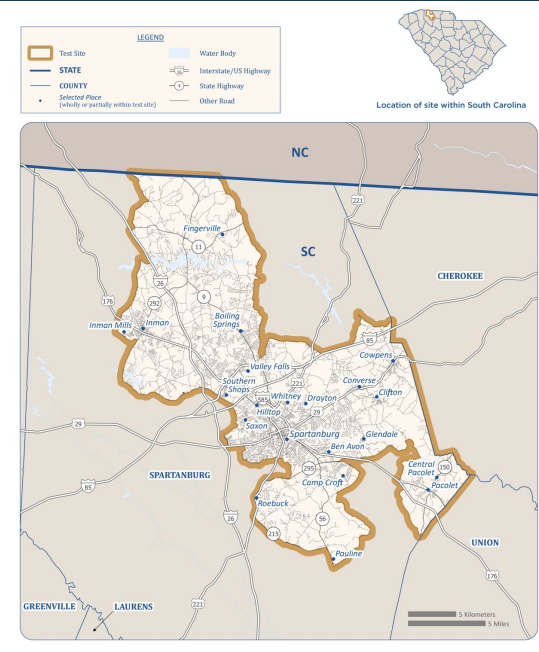 LEGEND
Test Site
STATE
COUNTY
Selected Place
(wholly or partially within test site)
Water Body
Interstate/US Highway
4 State Highway
Other Road
Location of site within South Carolina
NC
221
SC
Fingerville
11
CHEROKEE
26
176
292
9
Inman Mills
Inman
Boiling
Springs
85
Cowpens
Valley Falls
221
Converse
Southern
Shops
585
Whitney
Drayton
29
Clifton
Hilltop
Saxon
Spartanburg
Glendale
29
Ben Avon
SPARTANBURG
295
Camp Croft
Central
Pacolet
150
Pacolet
85
Roebuck
26
56
215
UNION
Pauline
176
GREENVILLE
LAURENS
221
5 Kilometers
5 Miles